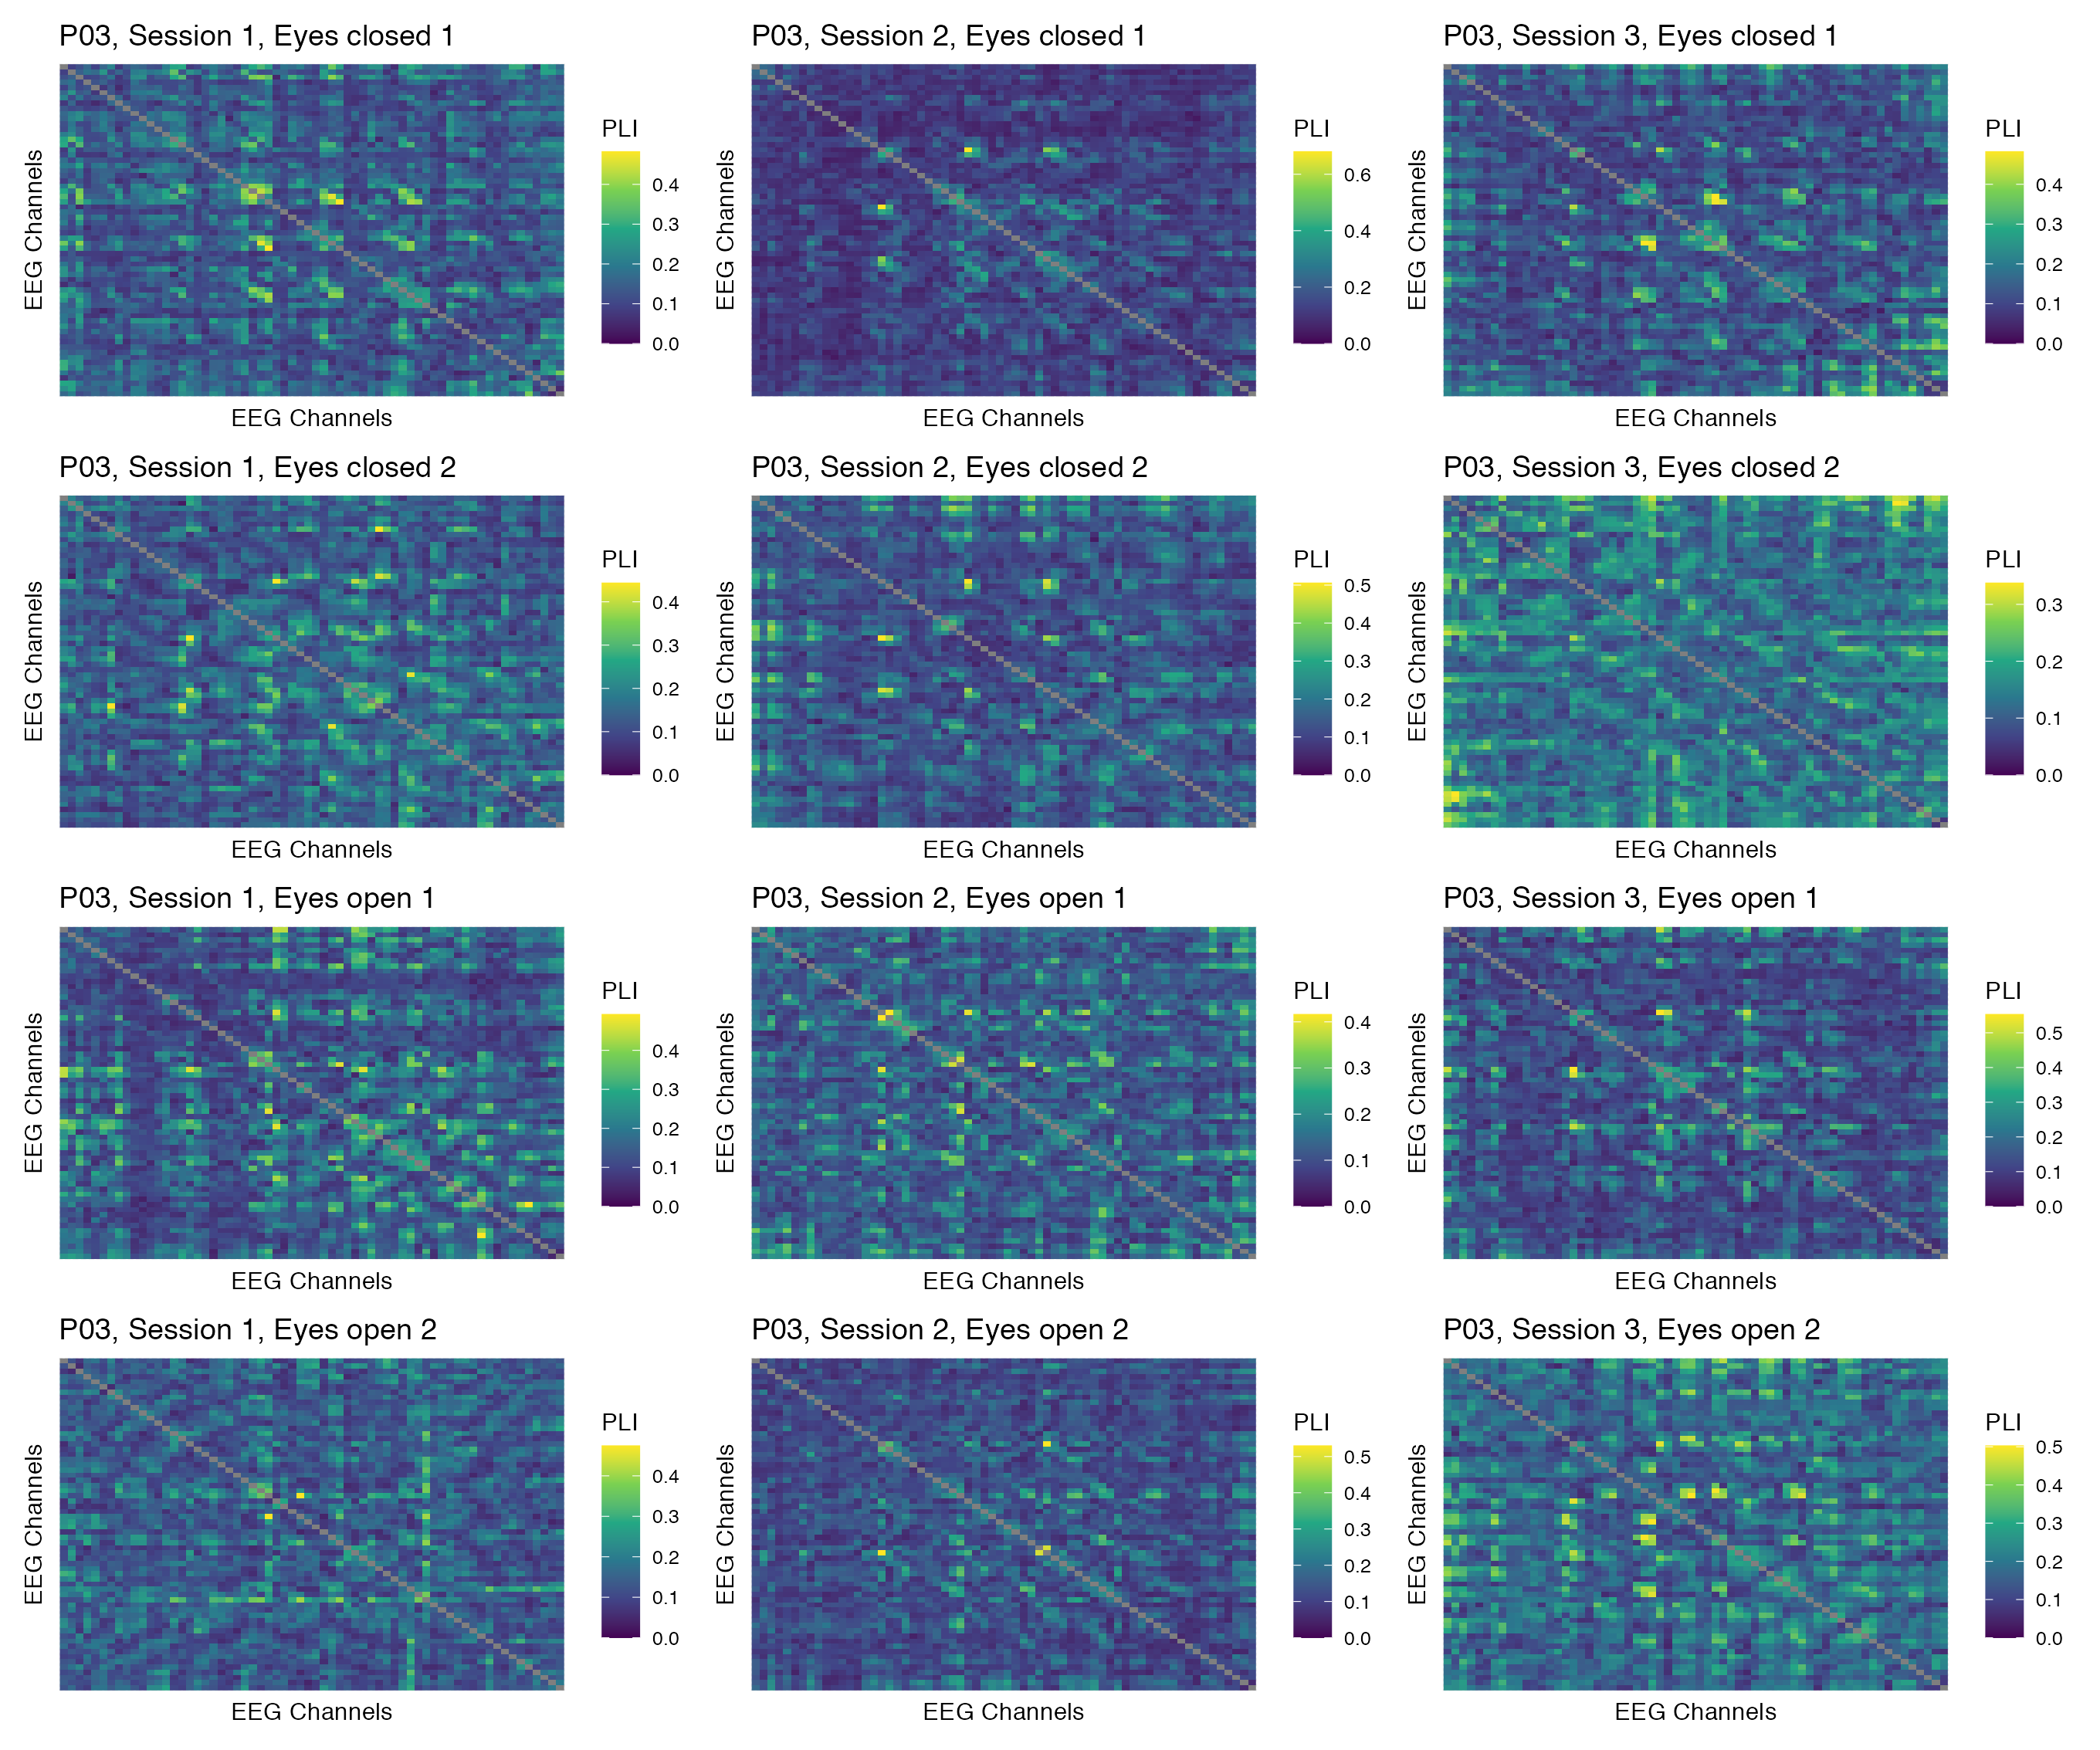 P03, Session 1, Eyes closed 1
EEG Channels
EEG Channels
PLI
0.4
0.3
0.2
0.1
0.0
P03, Session 2, Eyes closed 1
EEG Channels
EEG Channels
PLI
0.6
0.4
0.2
0.0
P03, Session 3, Eyes closed 1
EEG Channels
EEG Channels
PLI
0.4
0.3
0.2
0.1
0.0
P03, Session 1, Eyes closed 2
EEG Channels
EEG Channels
PLI
0.4
0.3
0.2
0.1
0.0
P03, Session 2, Eyes closed 2
EEG Channels
EEG Channels
PLI
0.5
0.4
0.3
0.2
0.1
0.0
P03, Session 3, Eyes closed 2
EEG Channels
EEG Channels
PLI
0.3
0.2
0.1
0.0
P03, Session 1, Eyes open 1
EEG Channels
EEG Channels
PLI
0.4
0.3
0.2
0.1
0.0
P03, Session 2, Eyes open 1
EEG Channels
EEG Channels
PLI
0.4
0.3
0.2
0.1
0.0
P03, Session 3, Eyes open 1
EEG Channels
EEG Channels
PLI
0.5
0.4
0.3
0.2
0.1
0.0
P03, Session 1, Eyes open 2
EEG Channels
EEG Channels
PLI
0.4
0.3
0.2
0.1
0.0
P03, Session 2, Eyes open 2
EEG Channels
EEG Channels
PLI
0.5
0.4
0.3
0.2
0.1
0.0
P03, Session 3, Eyes open 2
EEG Channels
EEG Channels
PLI
0.5
0.4
0.3
0.2
0.1
0.0